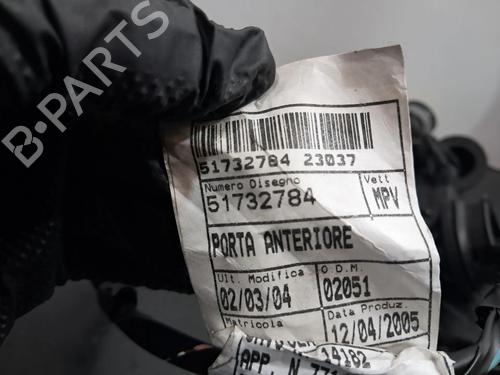 B-PARTS
51732784 23037
Numero Disegno
Vett
51732784
MPV
PORTA ANTERIORE
Ult. Modifica
O.D.M.
02/03/04
02051
Matricola
Data Produz.
12/04/2005
14182
APP. N